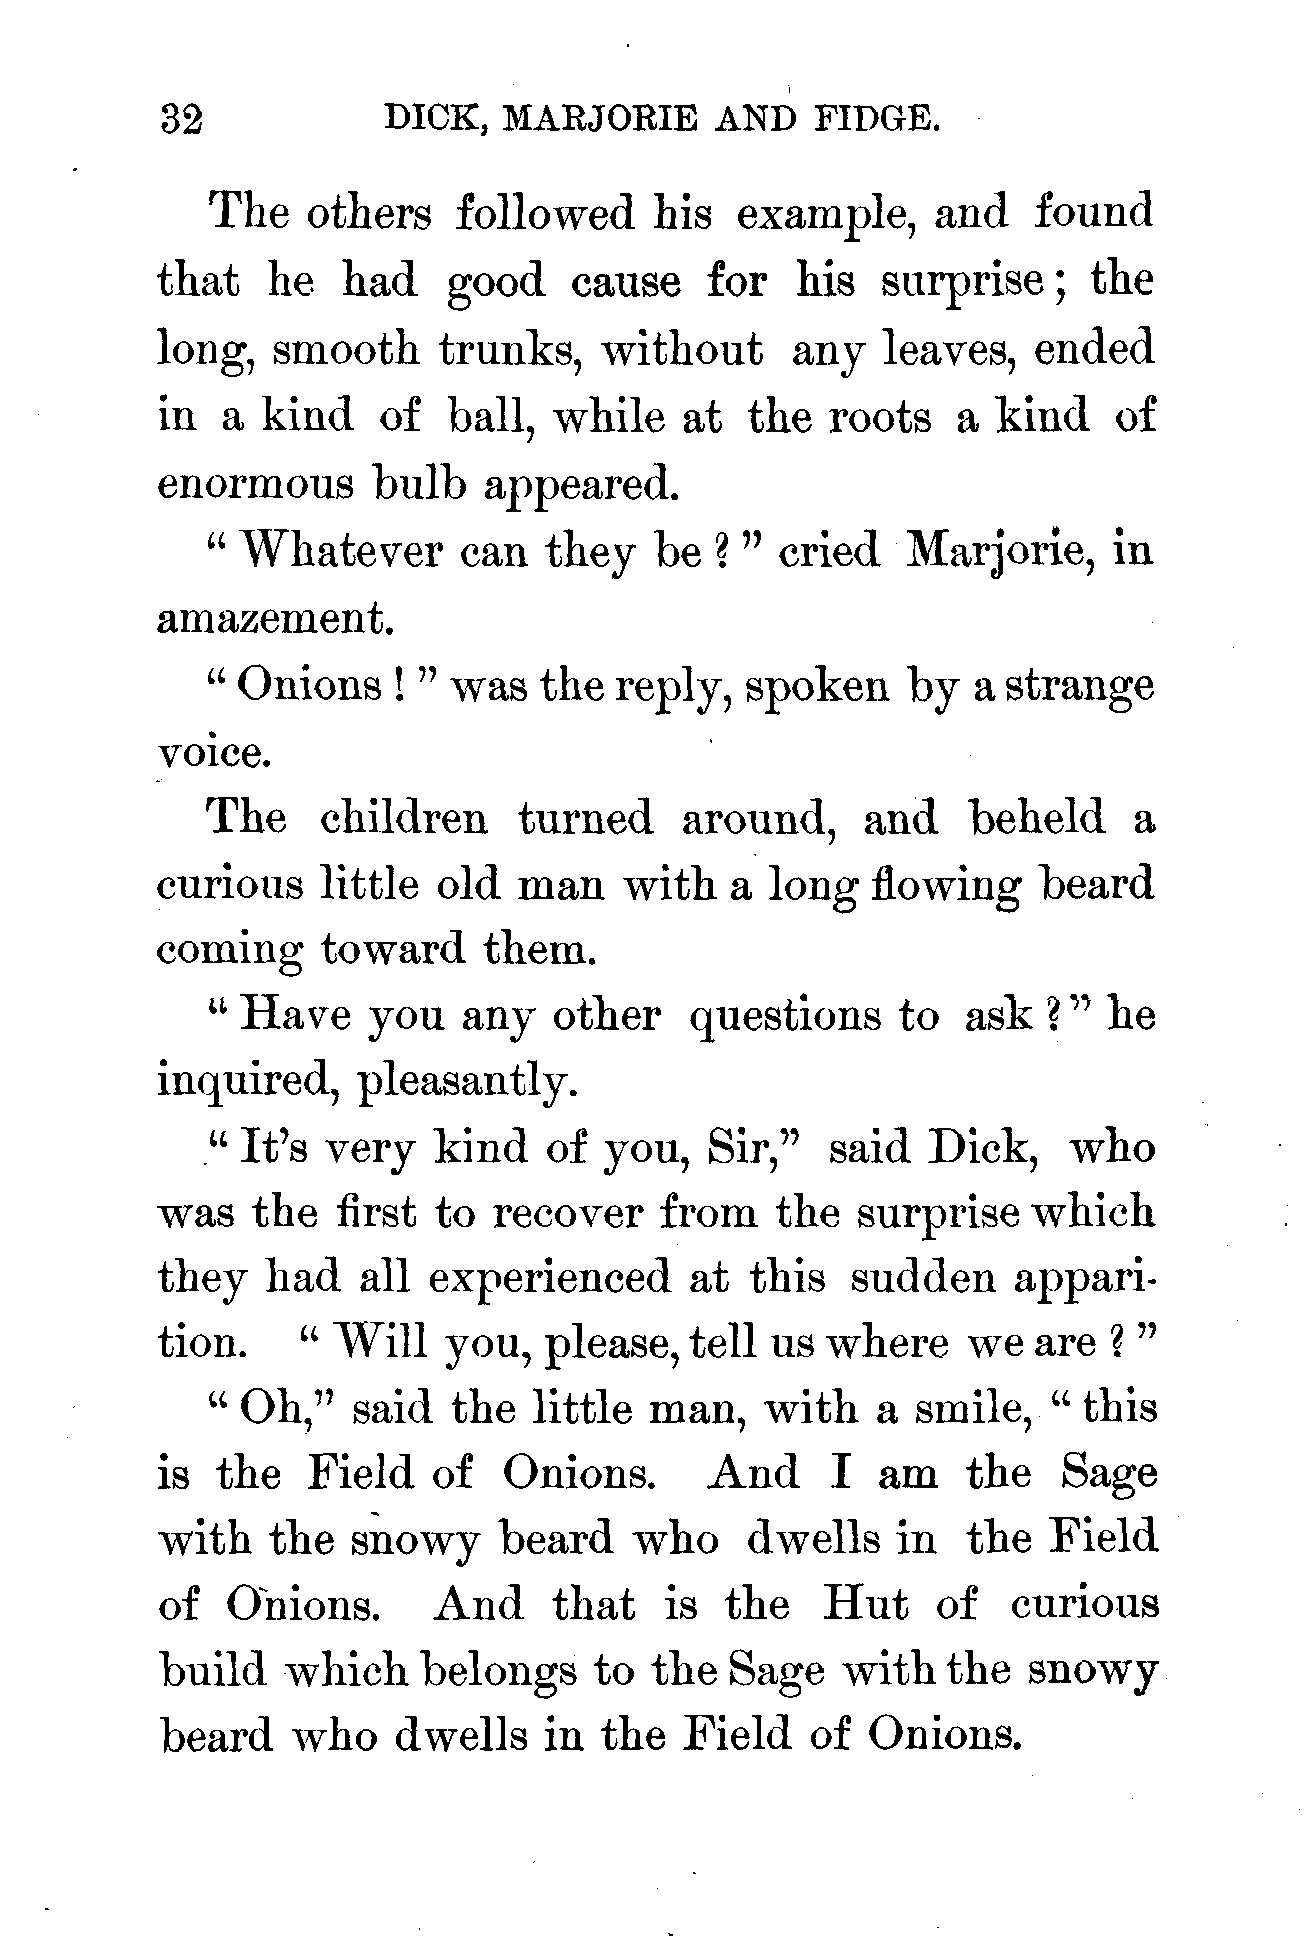 32 DICK, MARJORIE AND FIDGE.
The others followed his example, and found
that he had good cause for his surprise; the
long, smooth trunks, without any leaves, ended
in a kind of ball, while at the roots a kind of
enormous bulb appeared.
“ Whatever can they be ? ” cried Marjorie, in
amazement.
“ Onions ! ” was the reply, spoken by a strange
voice.
The children turned around, and beheld a
curious little old man with a long flowing beard
coming toward them.
“ Have you any other questions to ask ? ” he
inquired, pleasantly.
“ It’s very kind of you, Sir,” said Dick, who
was the first to recover from the surprise which
they had all experienced at this sudden appari-
tion. “ Will you, please, tell us where we are ? ”
“ Oh,” said the little man, with a smile, “ this
is the Field of Onions. And I am the Sage
with the snowy beard who dwells in the Field
of Onions. And that is the Hut of curious
build which belongs to the Sage with the snowy
beard who dwells in the Field of Onions.